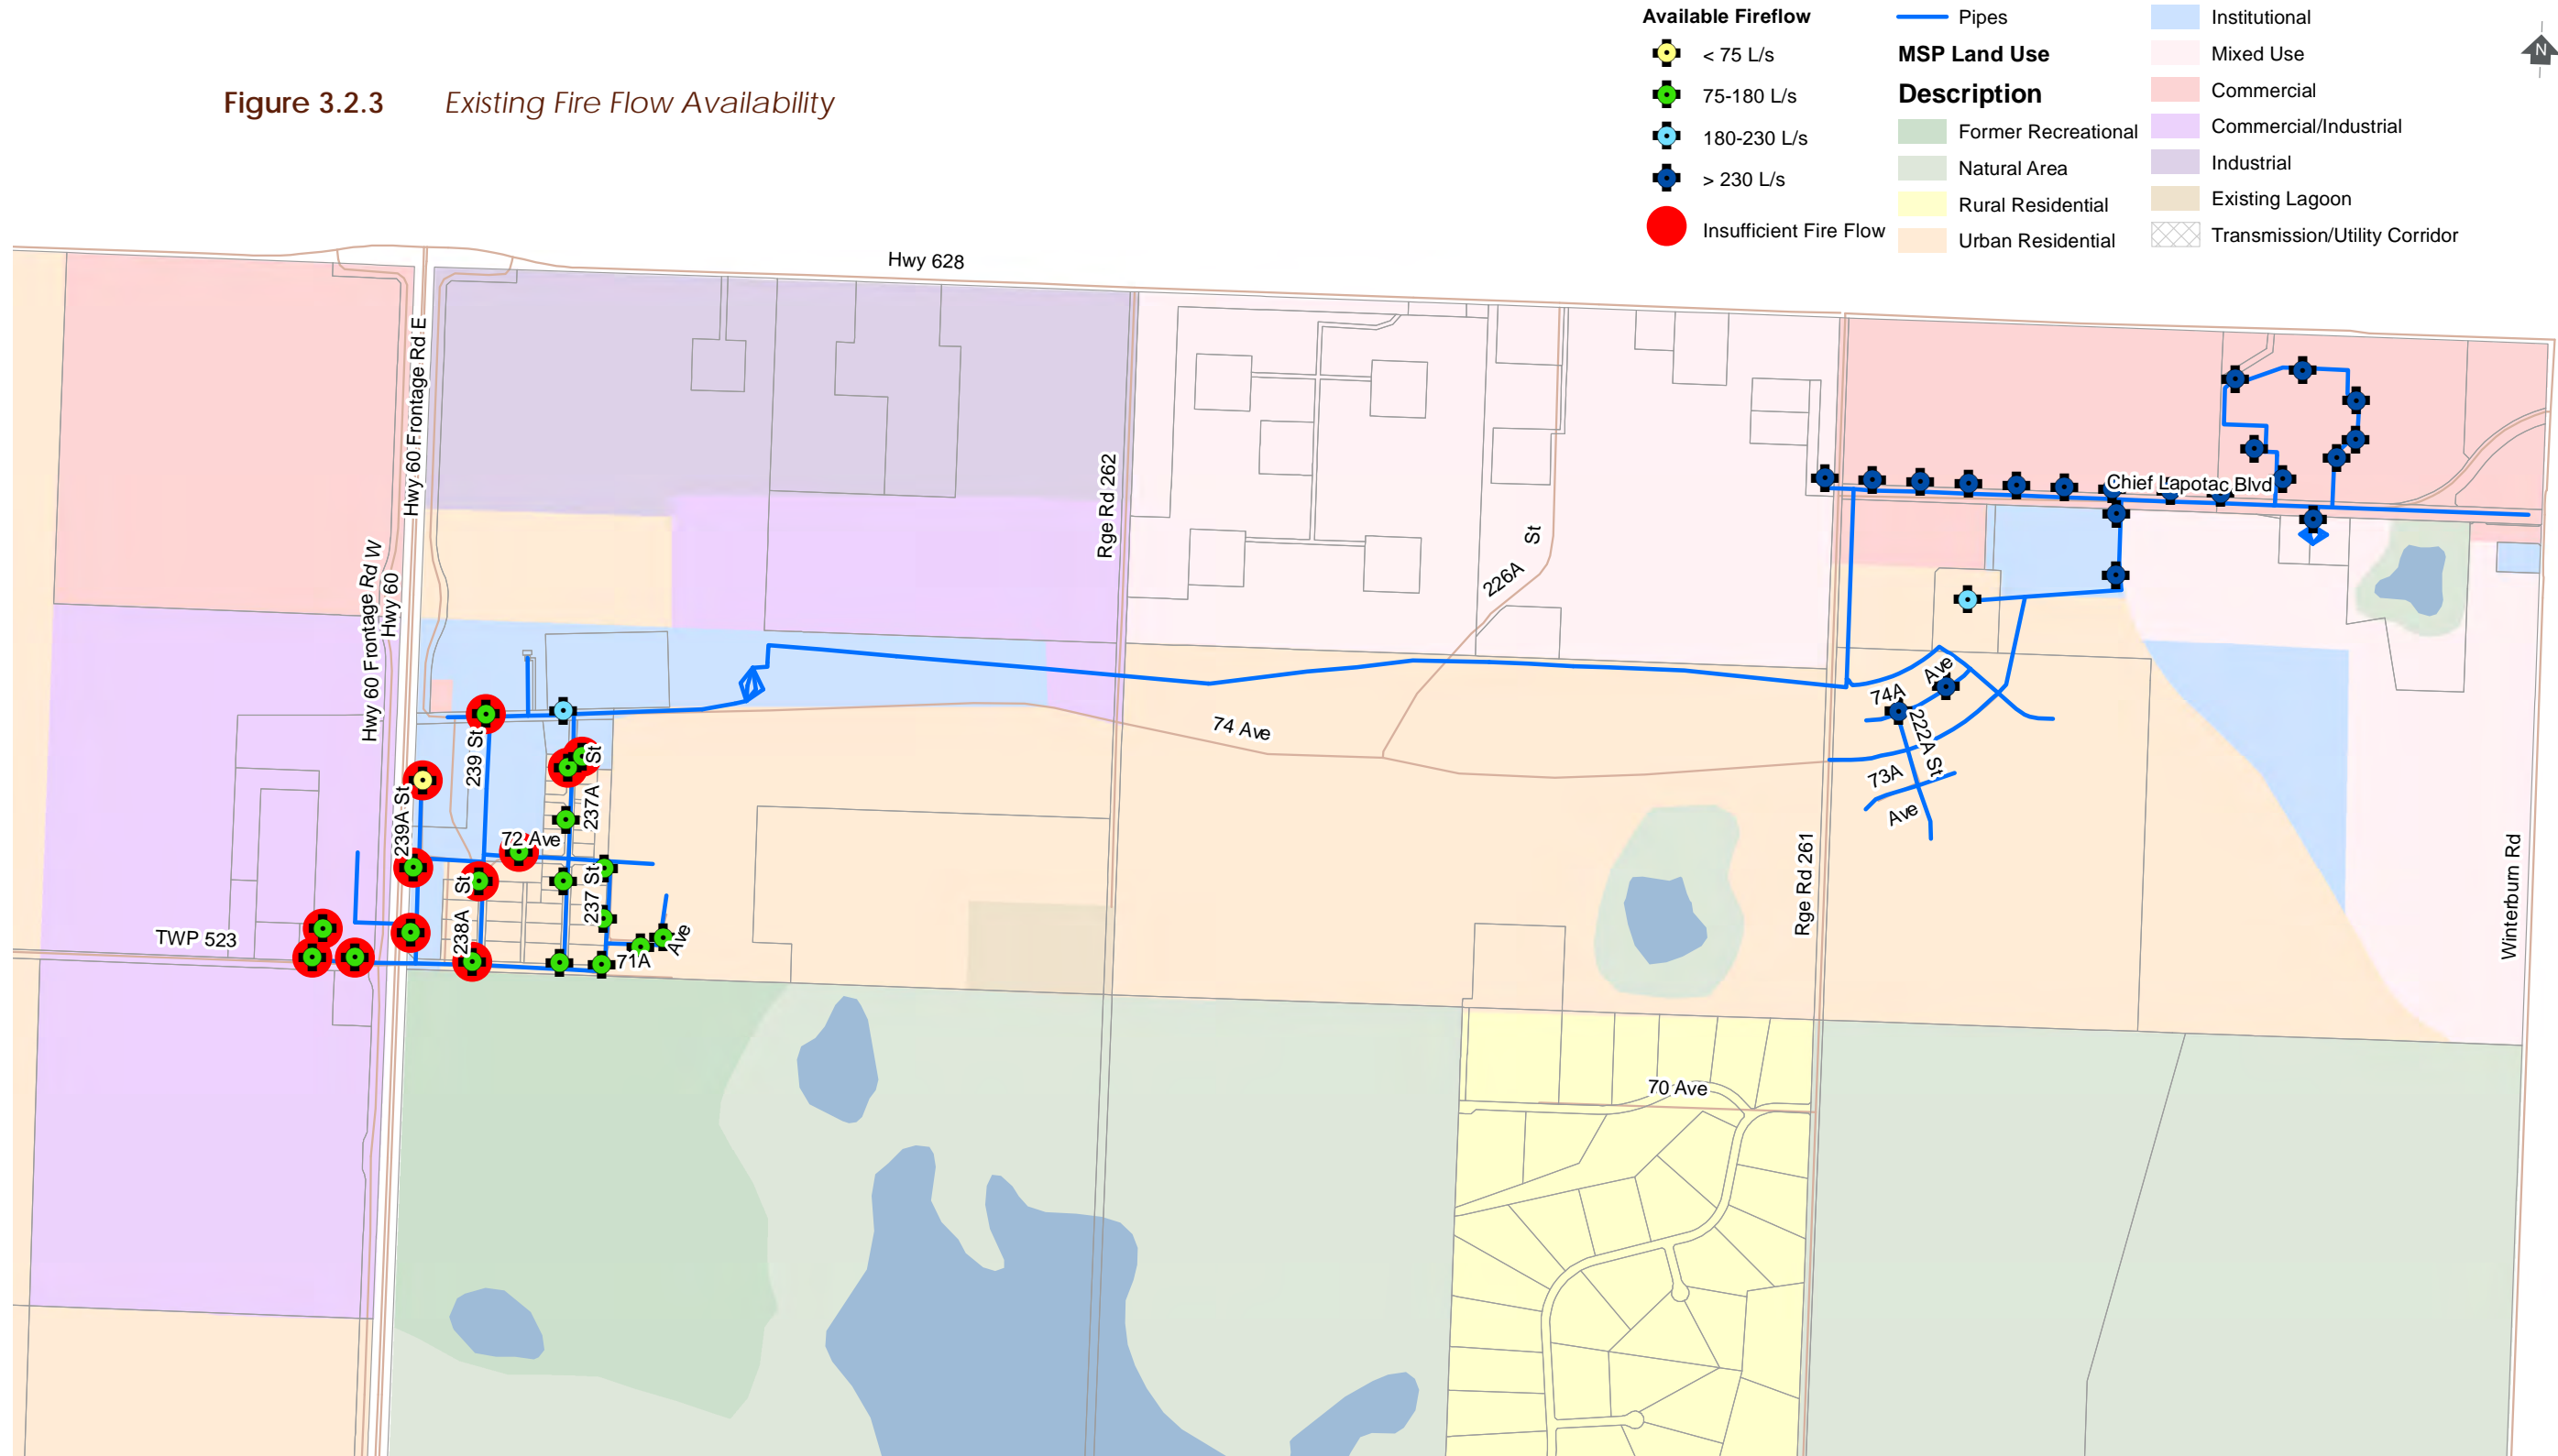 Figure 3.2.3 Existing Fire Flow Availability
Available Fireflow
< 75 L/s
75-180 L/s
180-230 L/s
> 230 L/s
Insufficient Fire Flow
Pipes
MSP Land Use
Description
Former Recreational
Natural Area
Rural Residential
Urban Residential
Institutional
Mixed Use
Commercial
Commercial/Industrial
Industrial
Existing Lagoon
Transmission/Utility Corridor
N
Hwy 628
Hwy 60 Frontage Rd E
Rge Rd 262
Chief Lapotac Blvd
Hwy 60 Frontage Rd W
Hwy 60
226A
St
74A
Ave
222A St
73A
Ave
74 Ave
239 St
St
237A
239A St
72 Ave
St
238A
237 St
71A
Ave
TWP 523
Rge Rd 261
Winterburn Rd
70 Ave